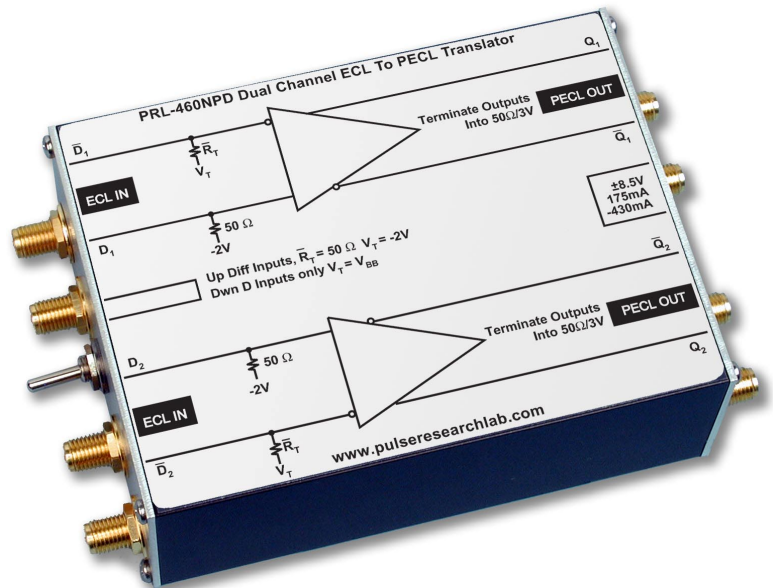 PRL-460NPD Dual Channel ECL To PECL Translator
Q₁
D̅₁
R̅T
VT
Terminate Outputs
Into 50Ω/3V
PECL OUT
Q̅₁
ECL IN
D₁
50 Ω
-2V
±8.5V
175mA
-430mA
Up Diff Inputs, R̅T = 50 Ω VT = -2V
Dwn D Inputs only VT = VBB
Q̅₂
D₂
50 Ω
-2V
Terminate Outputs
Into 50Ω/3V
PECL OUT
Q₂
ECL IN
D̅₂
R̅T
VT
www.pulseresearchlab.com